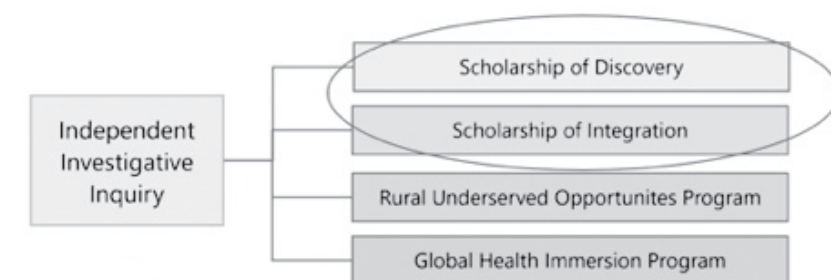 Independent
Investigative
Inquiry
Scholarship of Discovery
Scholarship of Integration
Rural Underserved Opportunites Program
Global Health Immersion Program